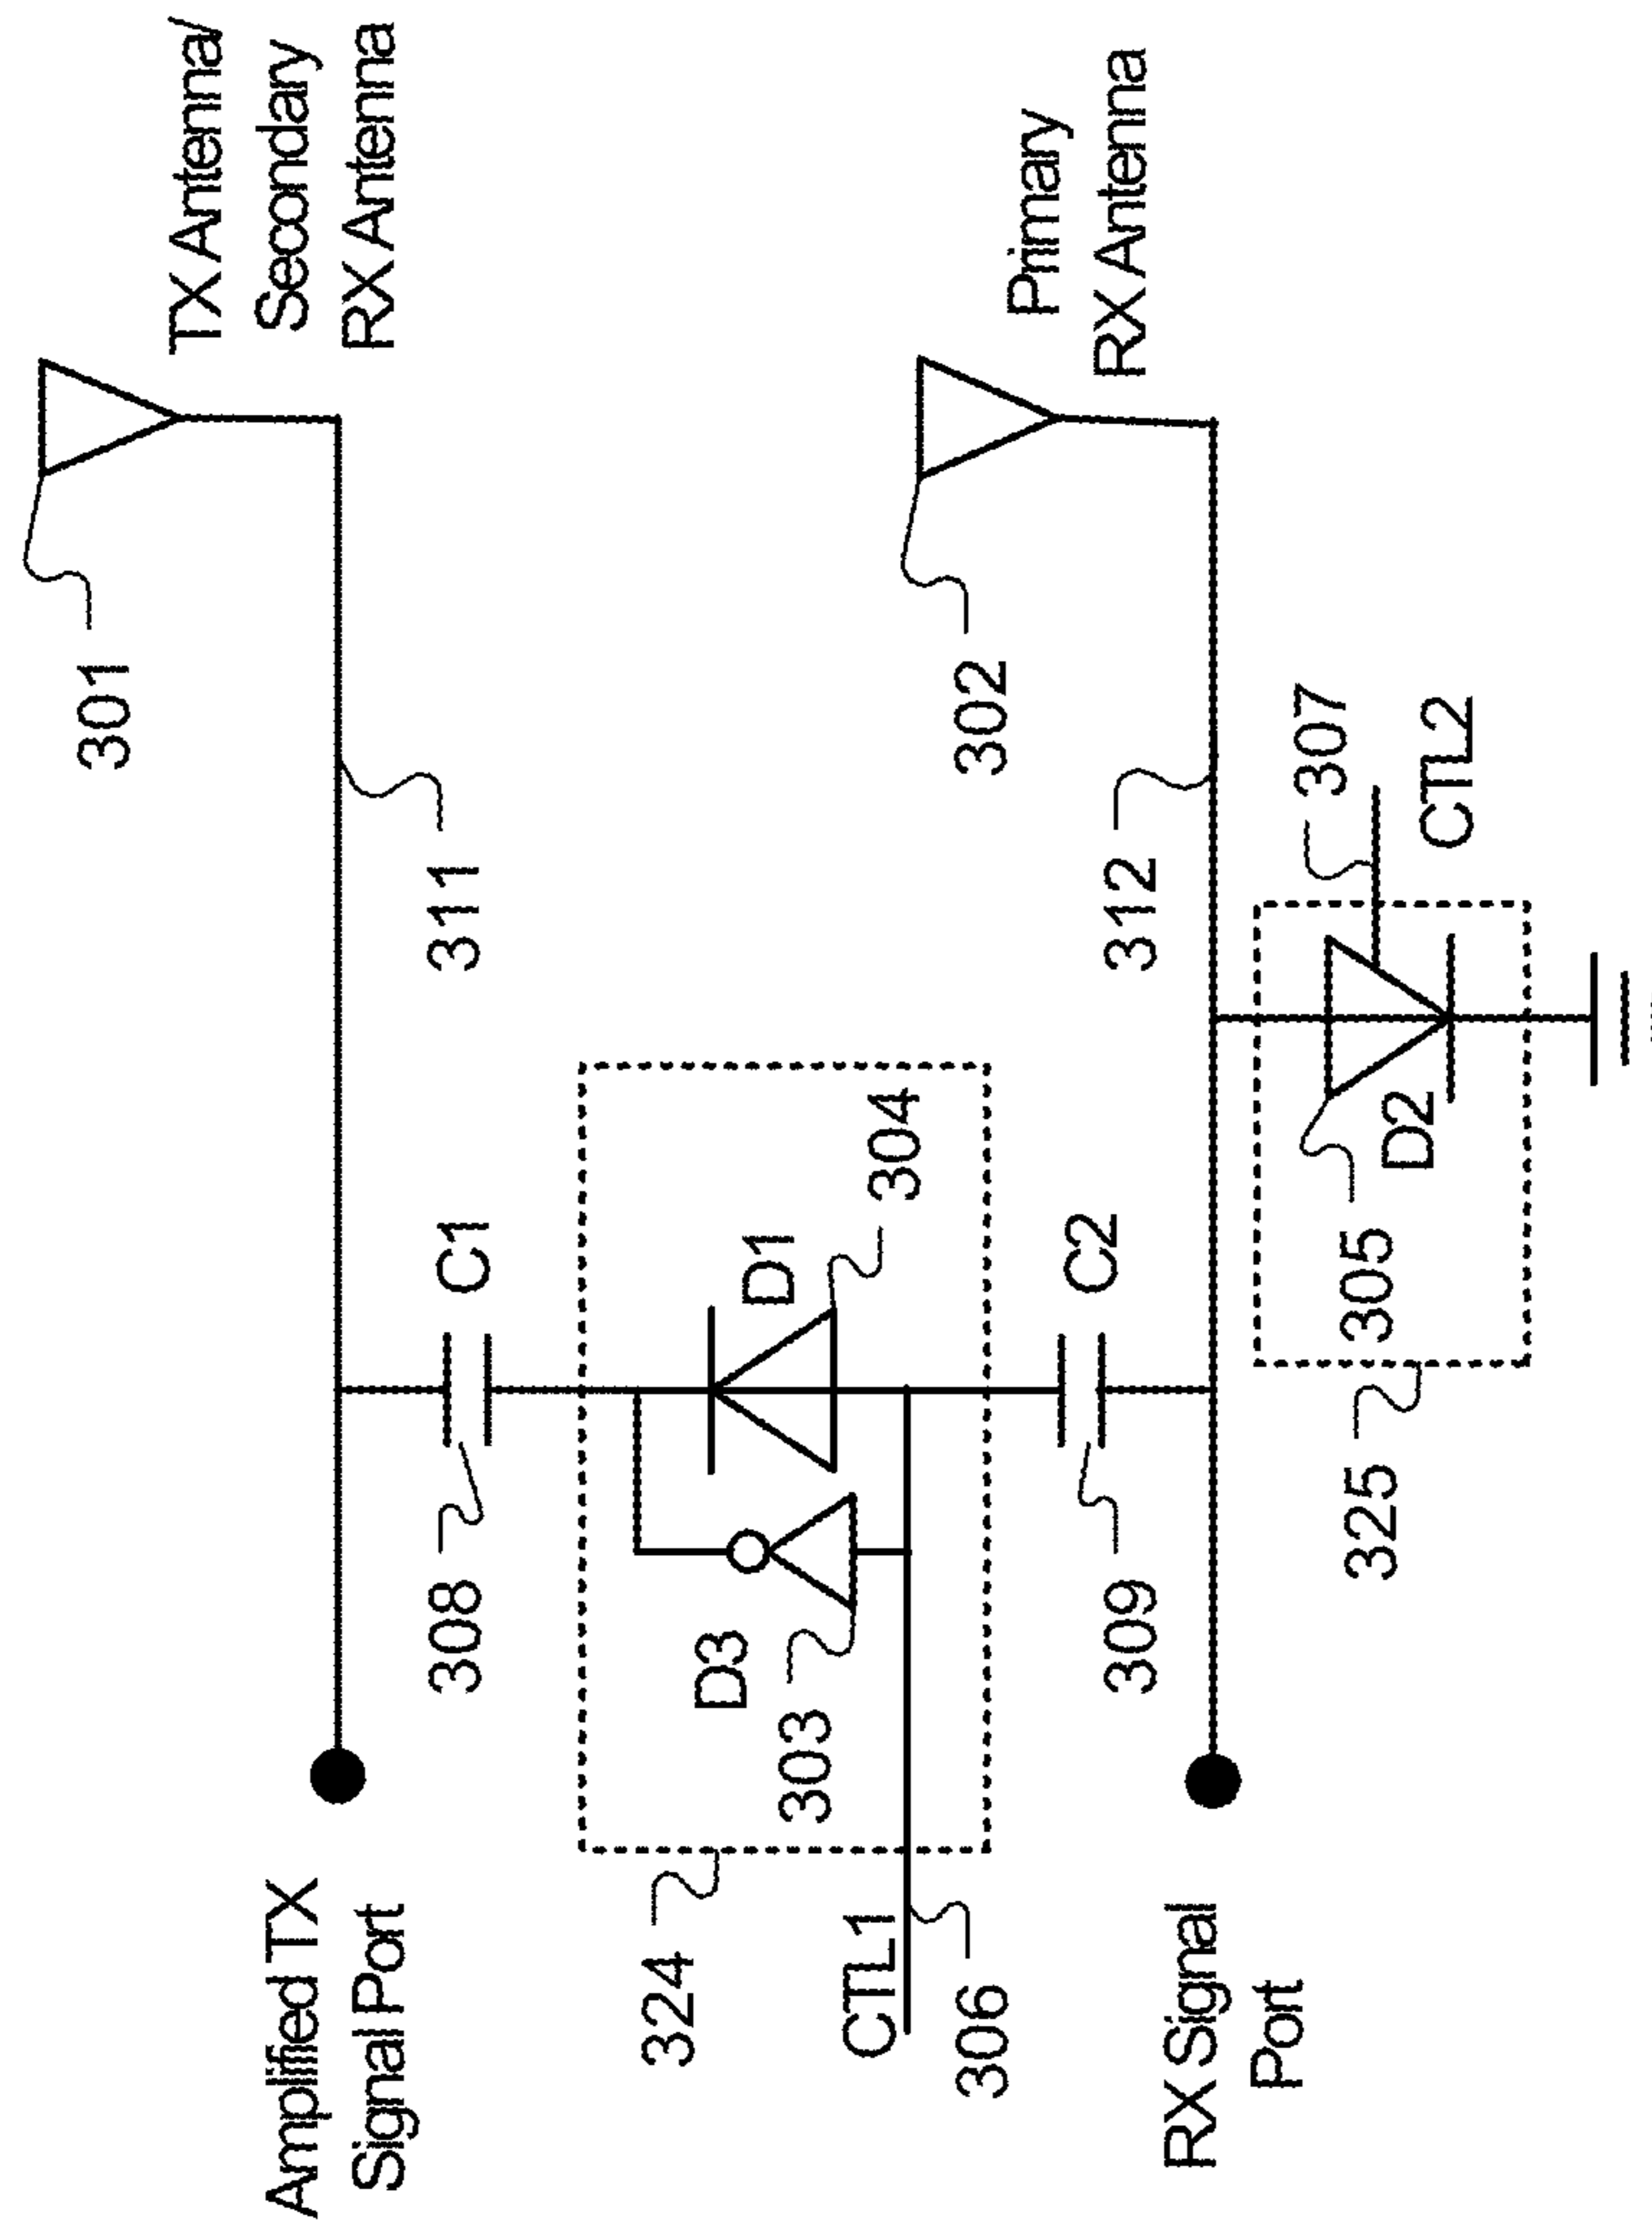 TX Antenna/
Secondary
RX Antenna
301
311
Amplified TX
Signal Port
C1
308
D1
304
D3
303
324
CTL1
306
C2
309
Primary
RX Antenna
302
312
RX Signal
Port
307
CTL2
D2
305
325